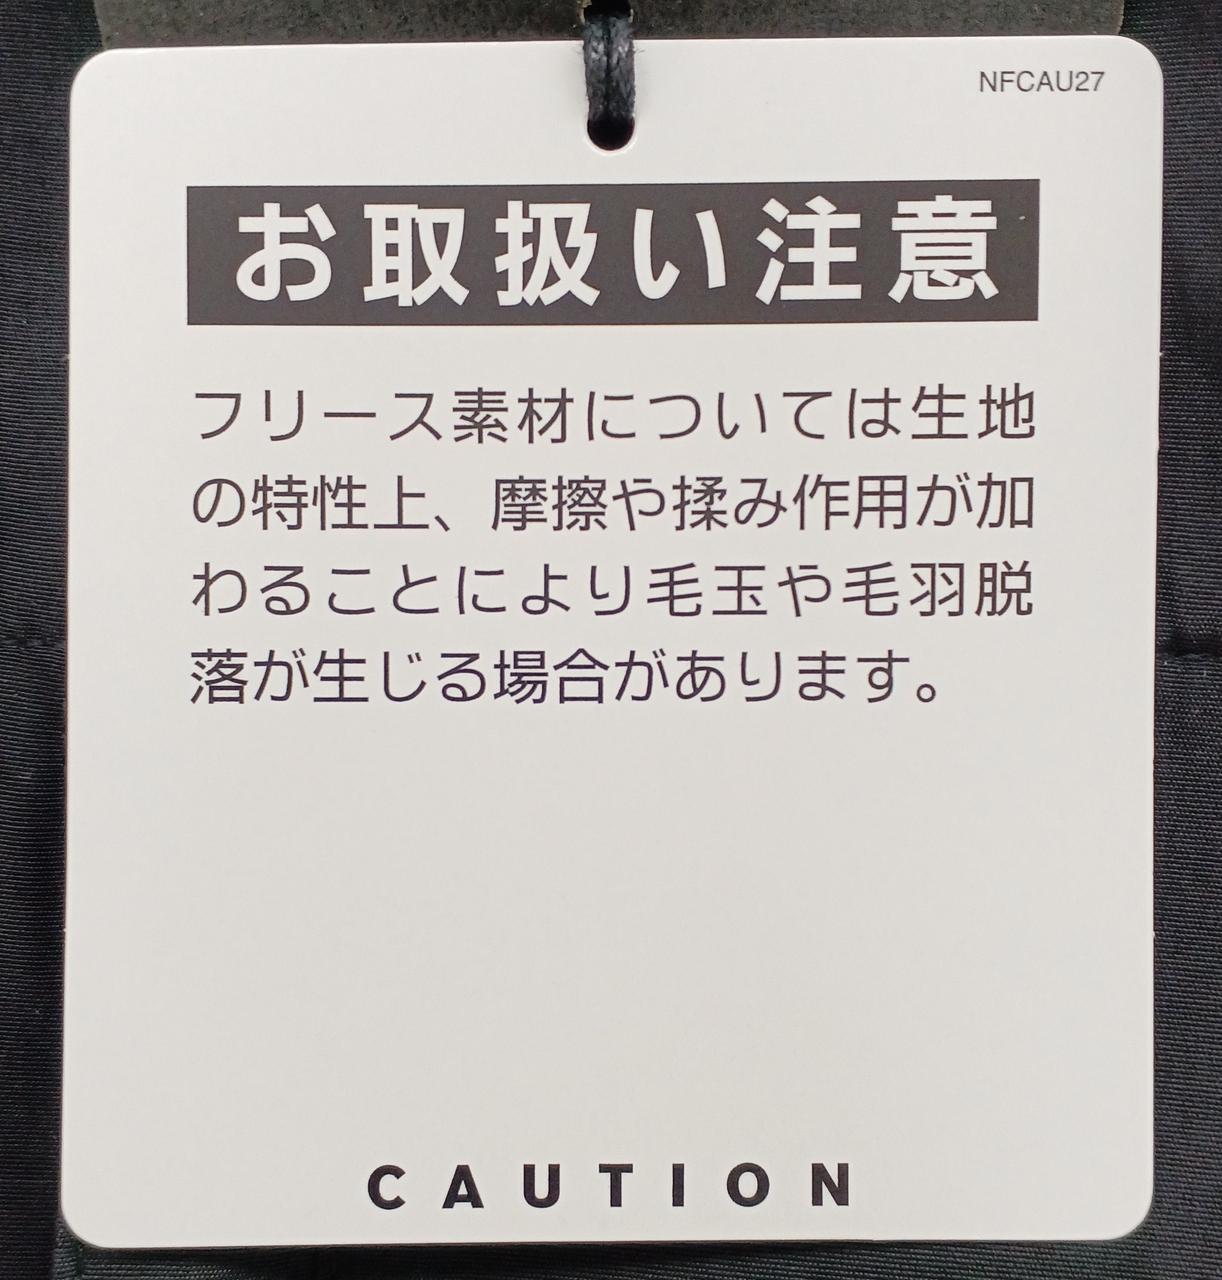 NFCAU27
お取扱い注意
フリース素材については生地
の特性上、摩擦や揉み作用が加
わることにより毛玉や毛羽脱
落が生じる場合があります。
CAUTION